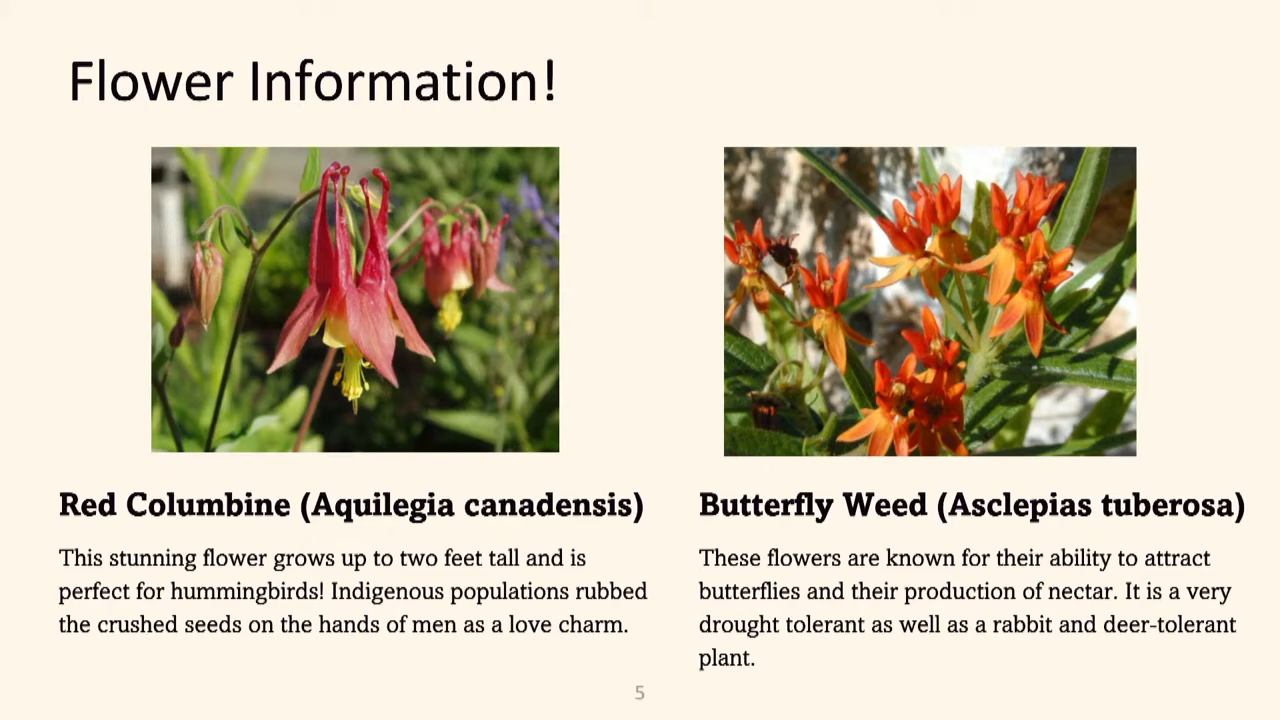 Flower Information!
Red Columbine (Aquilegia canadensis)
This stunning flower grows up to two feet tall and is
perfect for hummingbirds! Indigenous populations rubbed
the crushed seeds on the hands of men as a love charm.
Butterfly Weed (Asclepias tuberosa)
These flowers are known for their ability to attract
butterflies and their production of nectar. It is a very
drought tolerant as well as a rabbit and deer-tolerant
plant.
5